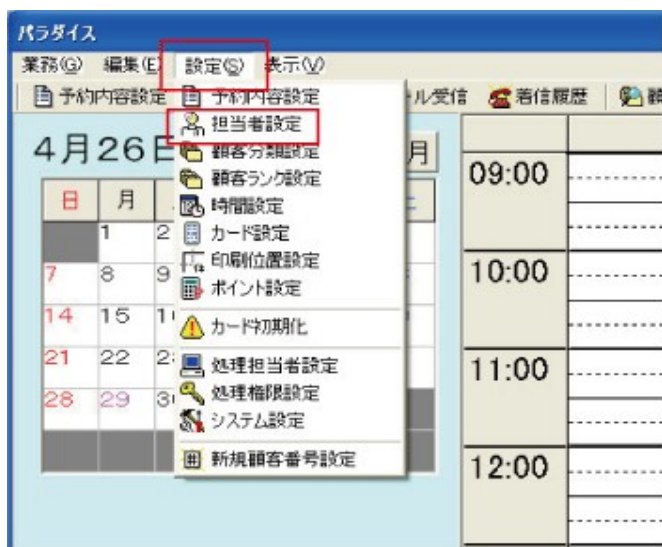 パラダイス
業務(G) 編集(E) 設定(S) 表示(V)
予約内容設定 ル受信 着信履歴
予約内容設定
担当者設定
顧客分類設定
顧客ランク設定
時間設定
カード設定
印刷位置設定
ポイント設定
カード初期化
処理担当者設定
処理権限設定
システム設定
新規顧客番号設定
4月26 月
日 月
1 2
7 8 9
14 15
21 22 2
28 29
09:00
10:00
11:00
12:00